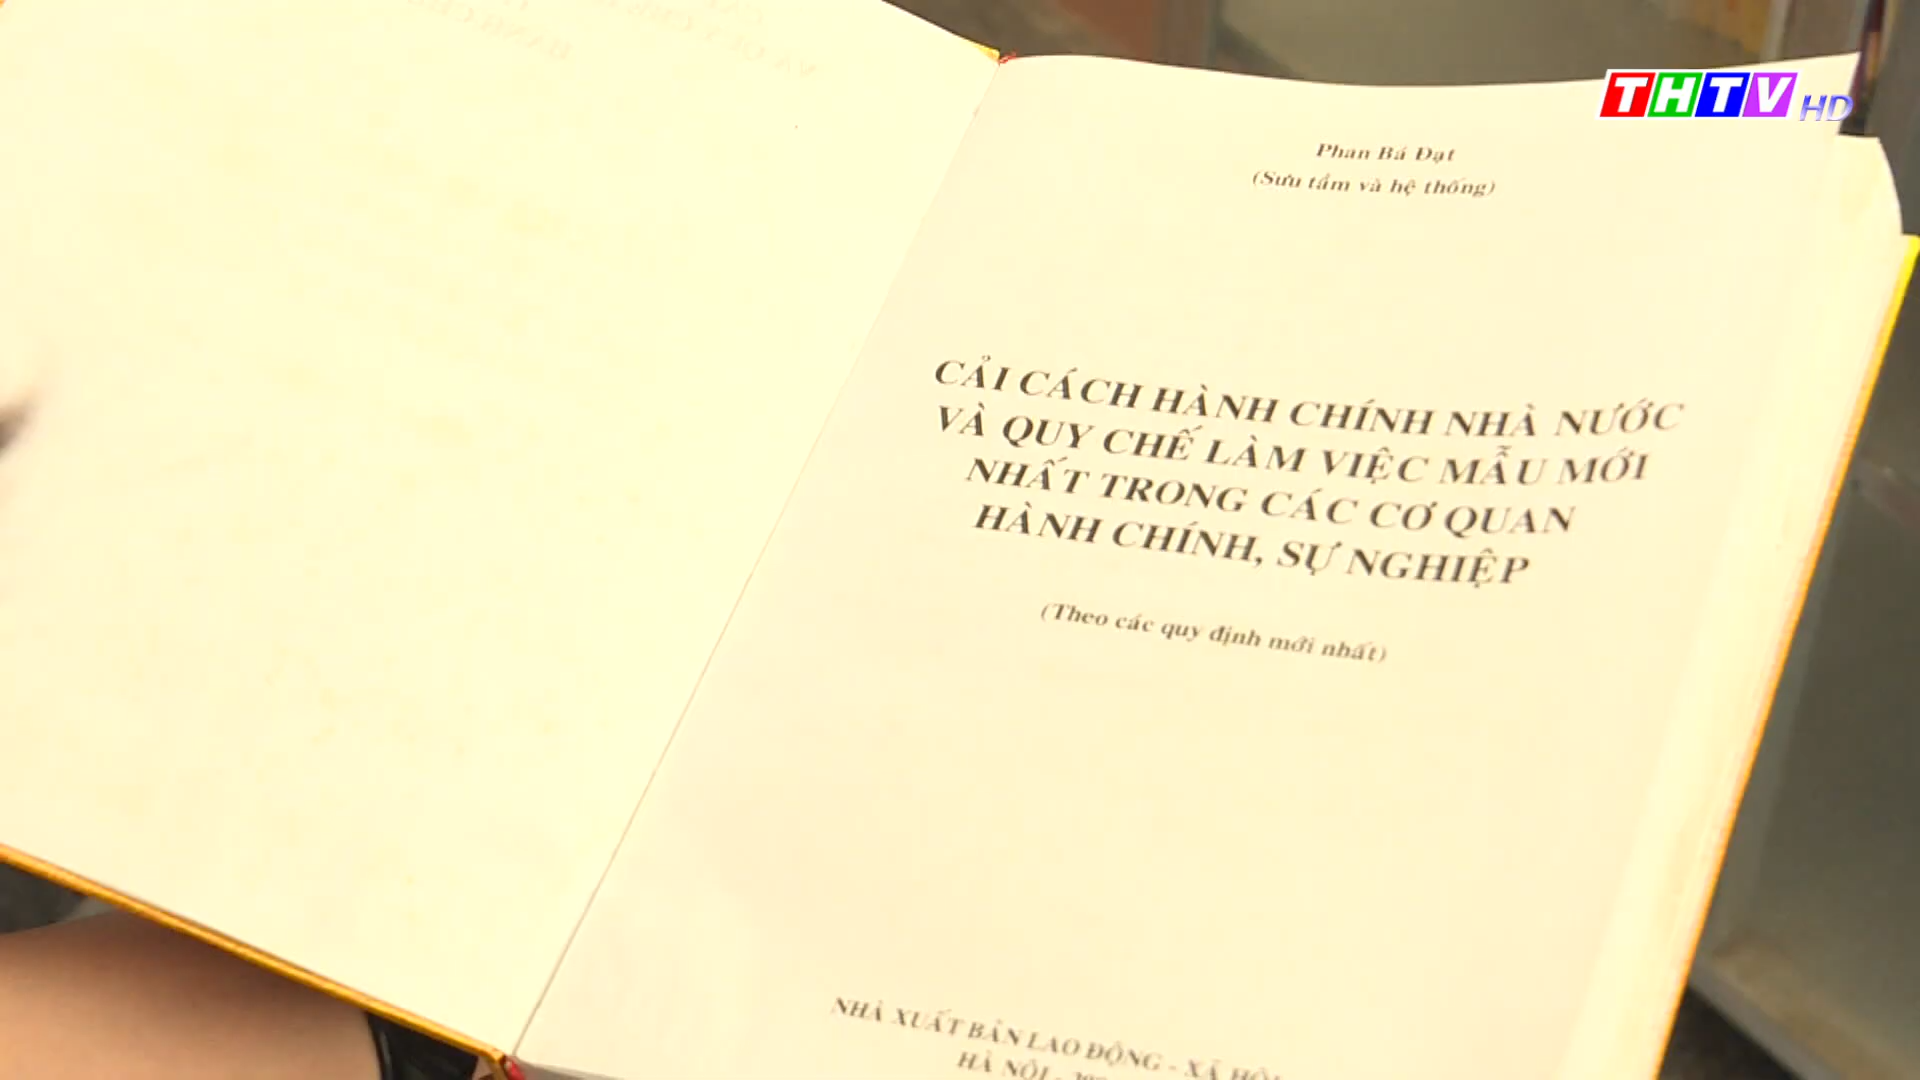 THTV HD
Phan Bá Đạt
(Sưu tầm và hệ thống)
CẢI CÁCH HÀNH CHÍNH NHÀ NƯỚC
VÀ QUY CHẾ LÀM VIỆC MẪU MỚI
NHẤT TRONG CÁC CƠ QUAN
HÀNH CHÍNH, SỰ NGHIỆP
(Theo các quy định mới nhất)
NHÀ XUẤT BẢN LAO ĐỘNG - XÃ HỘI
HÀ NỘI -